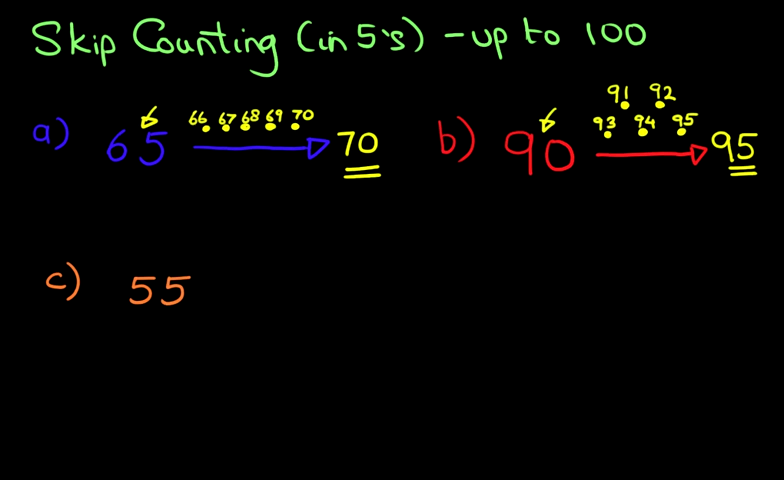 Skip Counting (in 5's) - up to 100
a) 65 66 67 68 69 70 70
b) 90 91 92 93 94 95 95
c) 55